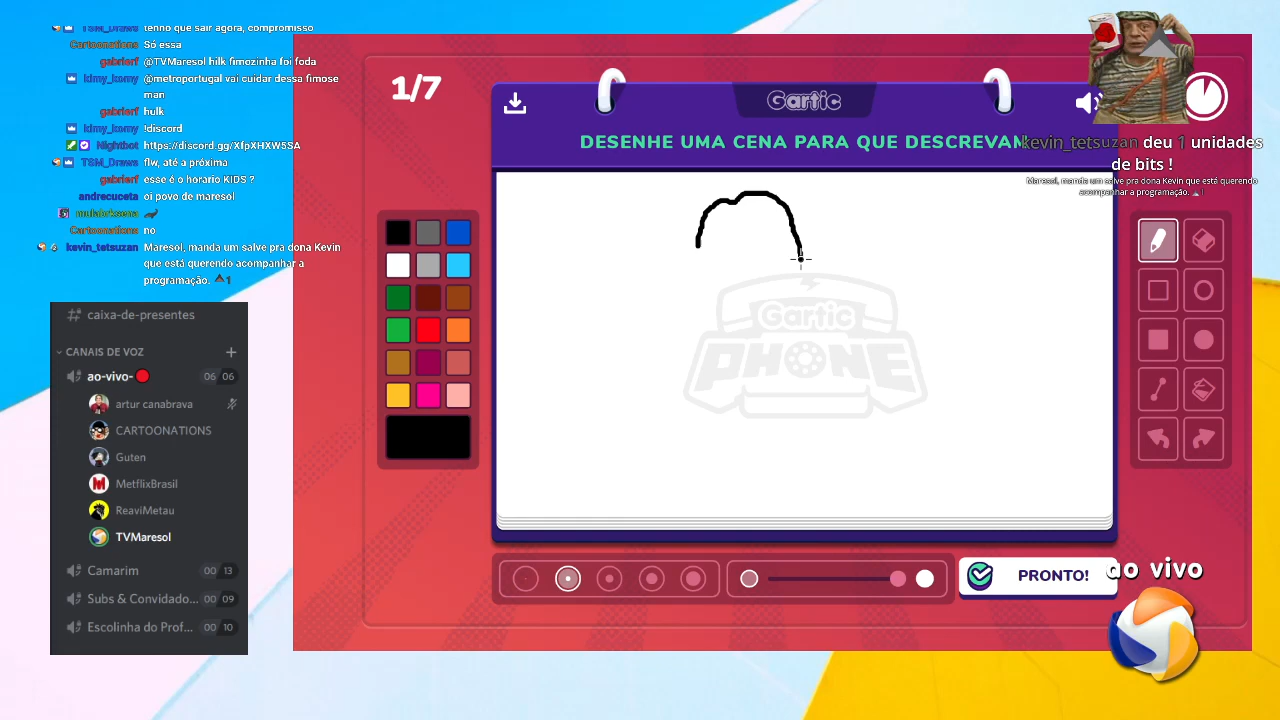 TSM_Draws tenho que sair agora, compromisso
Cartoonations Só essa
gabrierf @TVMaresol hilk fimozinha foi foda
kimy_komy @metroportugal vai cuidar dessa fimose
man
gabrierf hulk
kimy_komy !discord
Nightbot https://discord.gg/XfpXHXW5SA
TSM_Draws flw, até a próxima
gabrierf esse é o horario KIDS ?
andrecuceta oi povo de maresol
Cartoonations no
kevin_tetsuzan Maresol, manda um salve pra dona Kevin
que está querendo acompanhar a
programação. 1
caixa-de-presentes
CANAIS DE VOZ
ao-vivo- 06 06
artur canabrava
CARTOONATIONS
Guten
MetflixBrasil
ReaviMetau
TVMaresol
Camarim 00 13
Subs & Convidado... 00 09
Escolinha do Prof... 00 10
1/7
Gartic
DESENHE UMA CENA PARA QUE DESCREVAM
Gartic
PHONE
PRONTO!
kevin_tetsuzan deu 1 unidades
de bits !
Maresol, manda um salve pra dona Kevin que está querendo
acompanhar a programação. 1
ao vivo